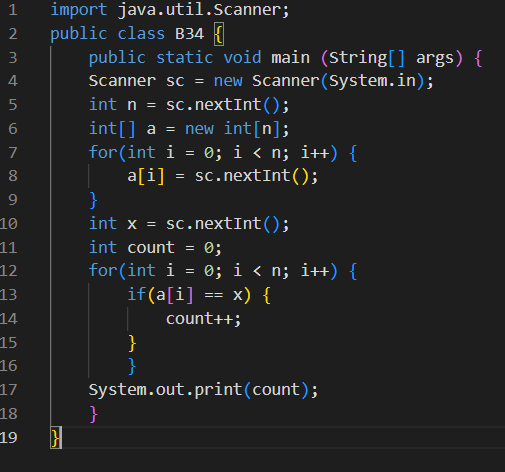 1 import java.util.Scanner;
2 public class B34 {
3 public static void main (String[] args) {
4 Scanner sc = new Scanner(System.in);
5 int n = sc.nextInt();
6 int[] a = new int[n];
7 for(int i = 0; i < n; i++) {
8 a[i] = sc.nextInt();
9 }
10 int x = sc.nextInt();
11 int count = 0;
12 for(int i = 0; i < n; i++) {
13 if(a[i] == x) {
14 count++;
15 }
16 }
17 System.out.print(count);
18 }
19 }